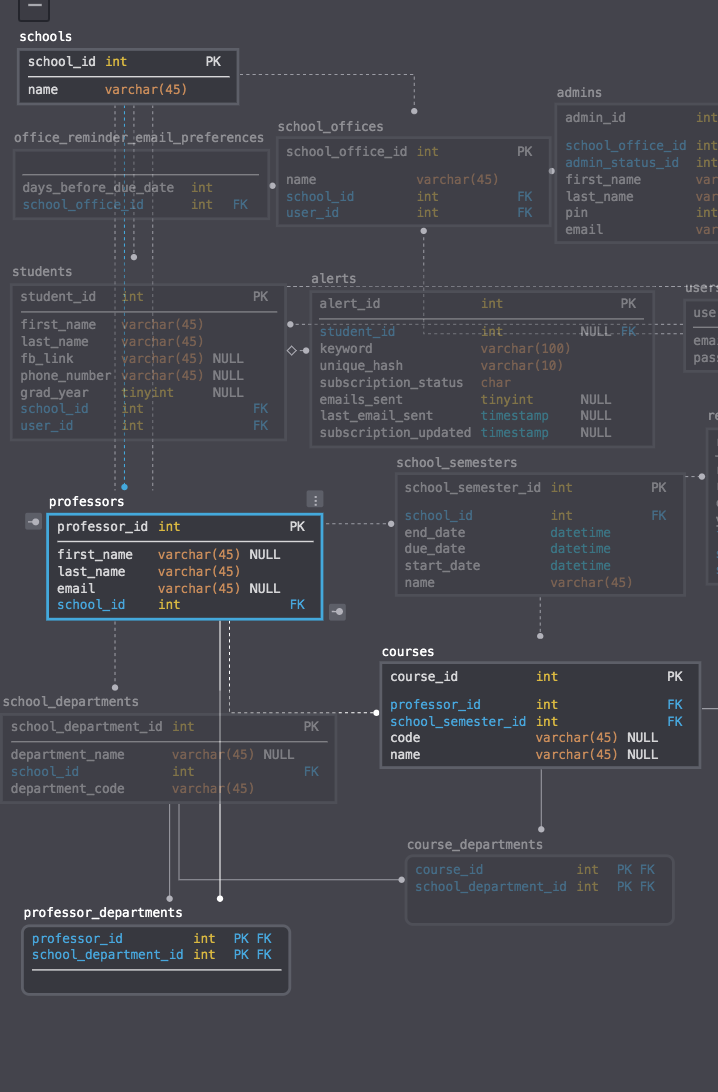 schools
school_id int PK
name varchar(45)
admins
admin_id int
school_office_id int
admin_status_id int
first_name var
last_name var
pin int
email var
school_offices
school_office_id int PK
name varchar(45)
school_id int FK
user_id int FK
office_reminder_email_preferences
days_before_due_date int
school_office_id int FK
students
student_id int PK
first_name varchar(45)
last_name varchar(45)
fb_link varchar(45) NULL
phone_number varchar(45) NULL
grad_year tinyint NULL
school_id int FK
user_id int FK
alerts
alert_id int PK
student_id int NULL FK
keyword varchar(100)
unique_hash varchar(10)
subscription_status char
emails_sent tinyint NULL
last_email_sent timestamp NULL
subscription_updated timestamp NULL
users
use
ema
pas
re
school_semesters
school_semester_id int PK
school_id int FK
end_date datetime
due_date datetime
start_date datetime
name varchar(45)
professors
professor_id int PK
first_name varchar(45) NULL
last_name varchar(45)
email varchar(45) NULL
school_id int FK
courses
course_id int PK
professor_id int FK
school_semester_id int FK
code varchar(45) NULL
name varchar(45) NULL
school_departments
school_department_id int PK
department_name varchar(45) NULL
school_id int FK
department_code varchar(45)
course_departments
course_id int PK FK
school_department_id int PK FK
professor_departments
professor_id int PK FK
school_department_id int PK FK